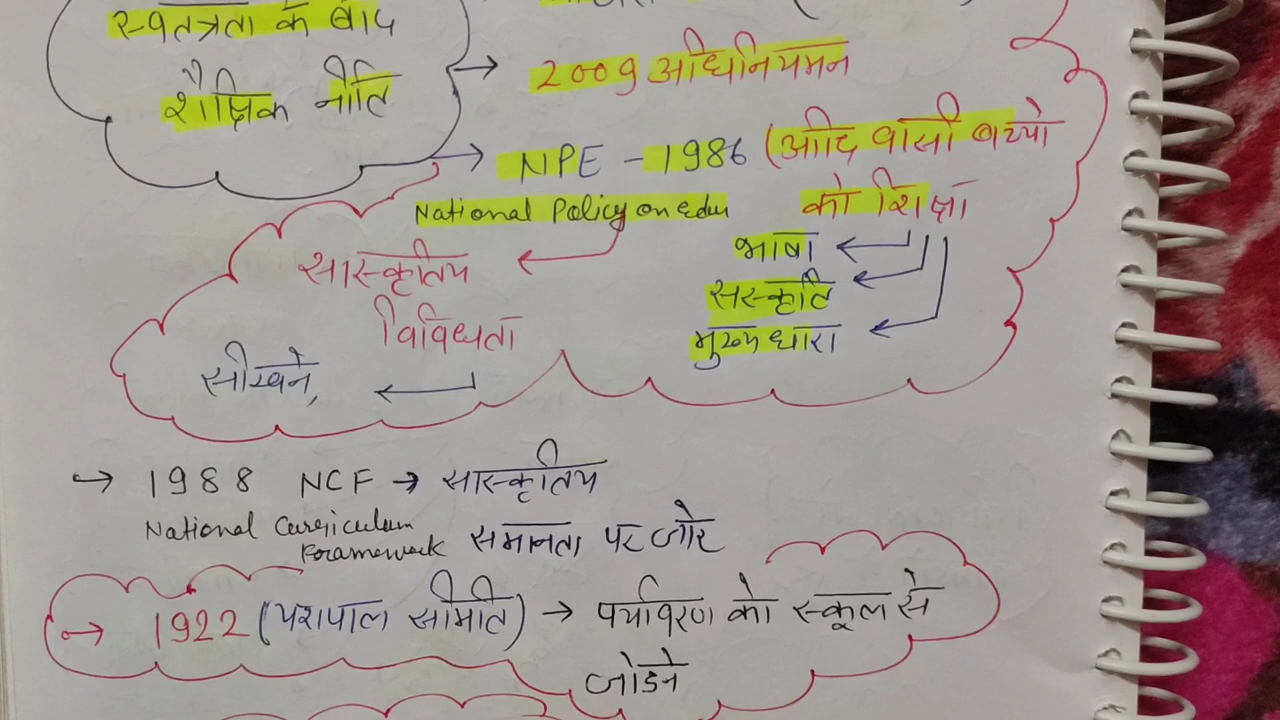 स्वतंत्रता के बाद
शैक्षिक नीति
→ 2009 अधिनियमन
→ NPE - 1986 (आदिवासी बच्चो
National Policy on edu को शिक्षा
भाषा
सास्कृतिय
संस्कृति
विविधता
मुख्य धारा
सीखने,
→ 1988 NCF → सास्कृतिय
National Curriculum समानता पर जोर
Framework
→ 1922 (यशपाल समिति) → पर्यावरण को स्कूल से
जोडने